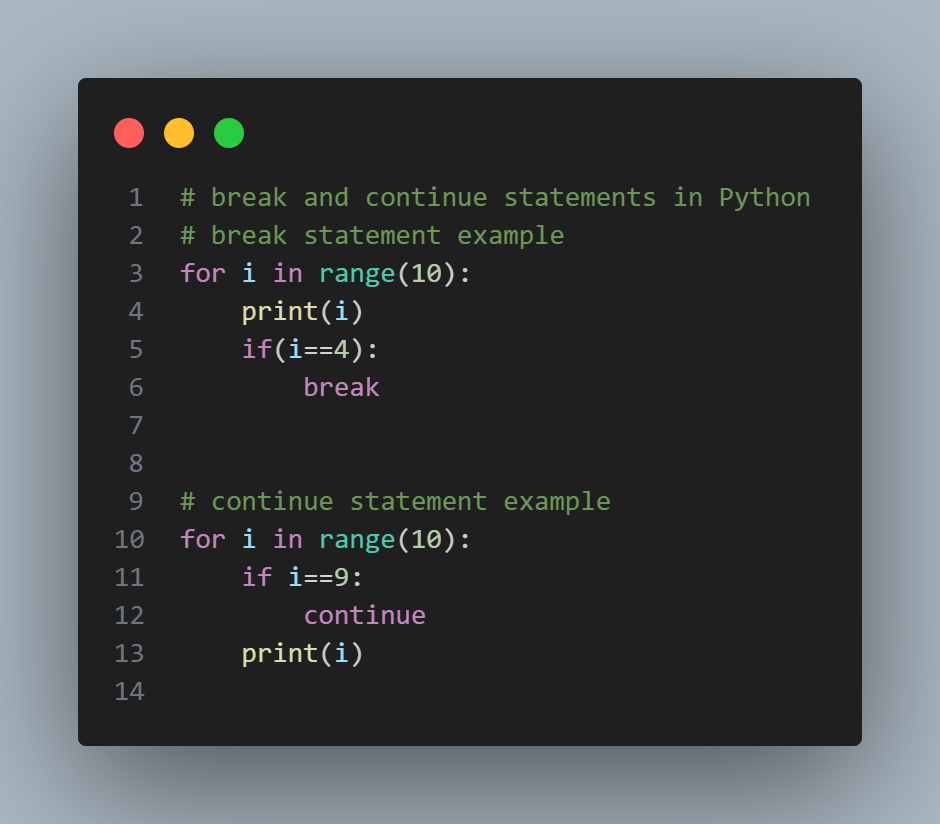 1 # break and continue statements in Python
2 # break statement example
3 for i in range(10):
4     print(i)
5     if(i==4):
6         break
7
8
9 # continue statement example
10 for i in range(10):
11     if i==9:
12         continue
13     print(i)
14